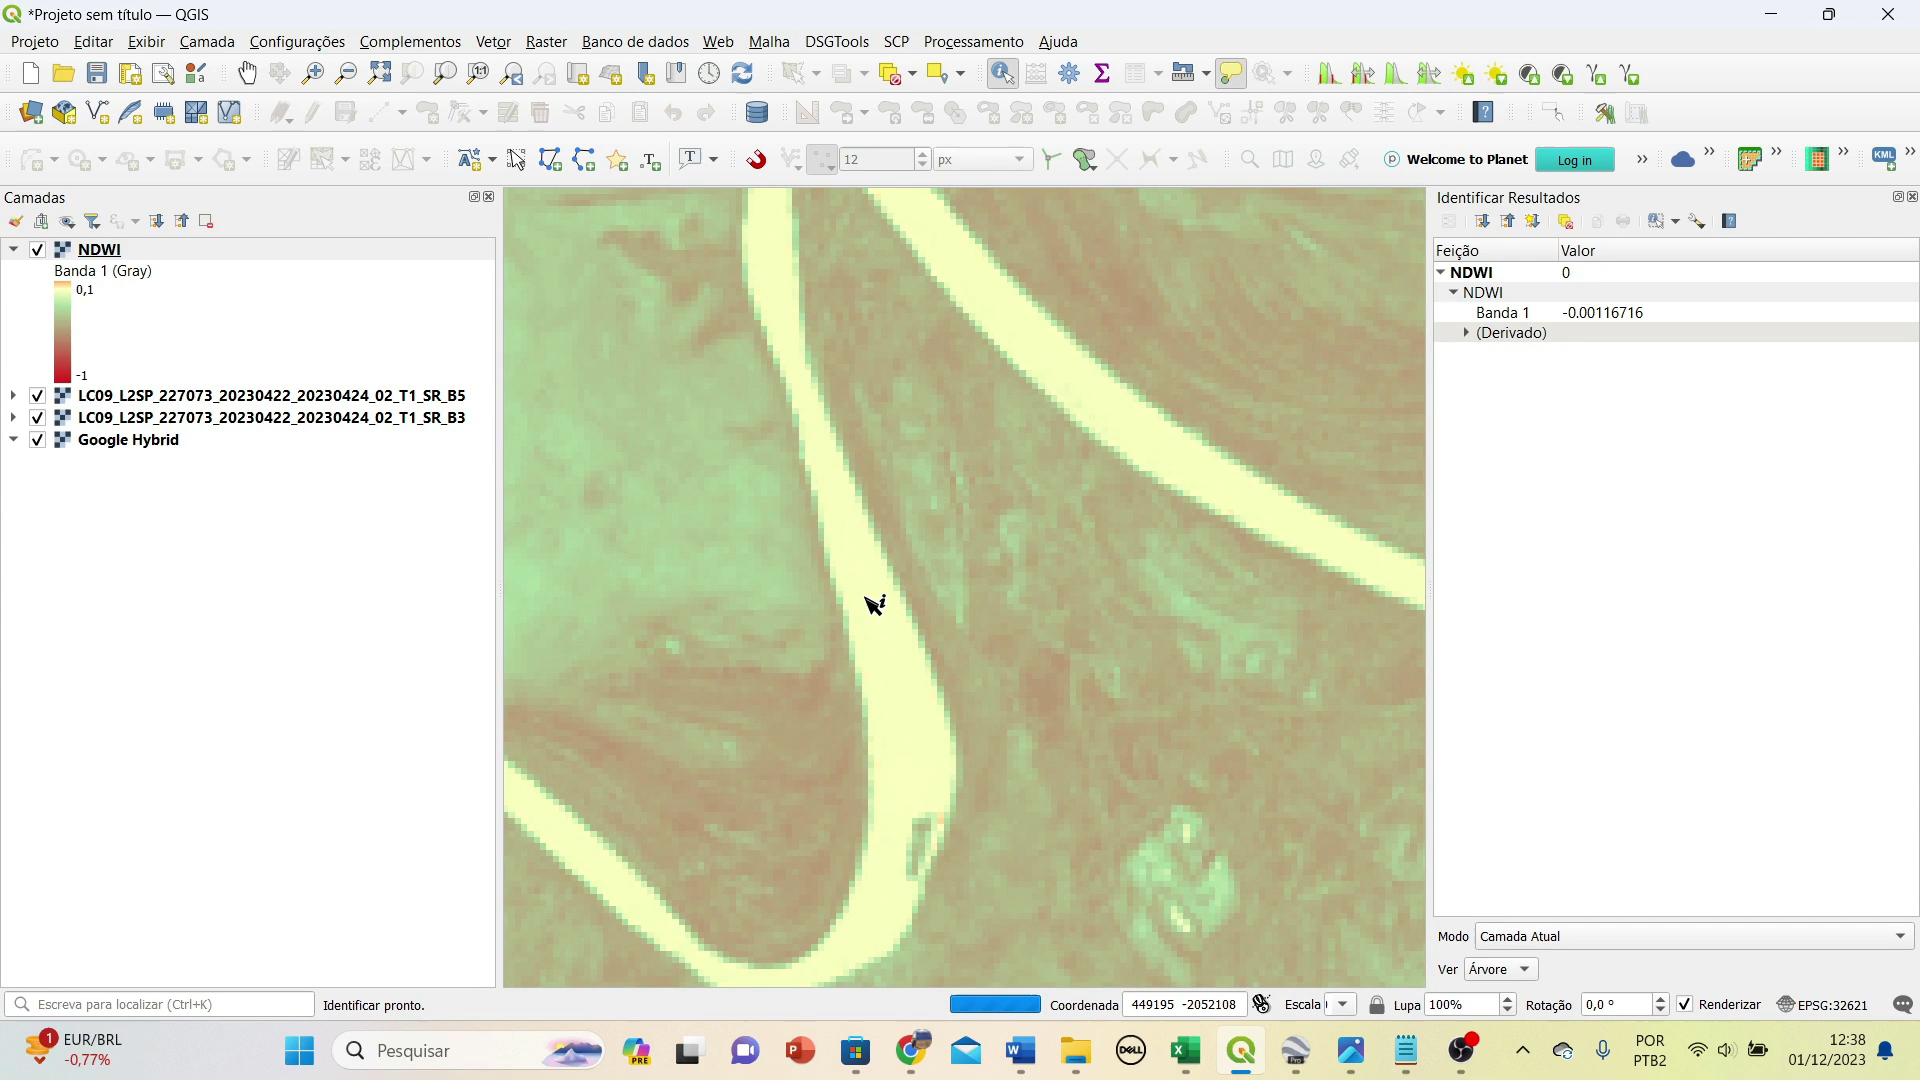 *Projeto sem título — QGIS
Projeto Editar Exibir Camada Configurações Complementos Vetor Raster Banco de dados Web Malha DSGTools SCP Processamento Ajuda
12 px Welcome to Planet Log in KML
Camadas
NDWI
Banda 1 (Gray)
0,1
-1
LC09_L2SP_227073_20230422_20230424_02_T1_SR_B5
LC09_L2SP_227073_20230422_20230424_02_T1_SR_B3
Google Hybrid
Identificar Resultados
Feição Valor
NDWI 0
NDWI
Banda 1 -0.00116716
(Derivado)
Modo Camada Atual
Ver Árvore
Escreva para localizar (Ctrl+K) Identificar pronto. Coordenada 449195 -2052108 Escala Lupa 100% Rotação 0,0 ° Renderizar EPSG:32621
1 EUR/BRL
-0,77%
Pesquisar
PRE
DELL
POR
PTB2
12:38
01/12/2023